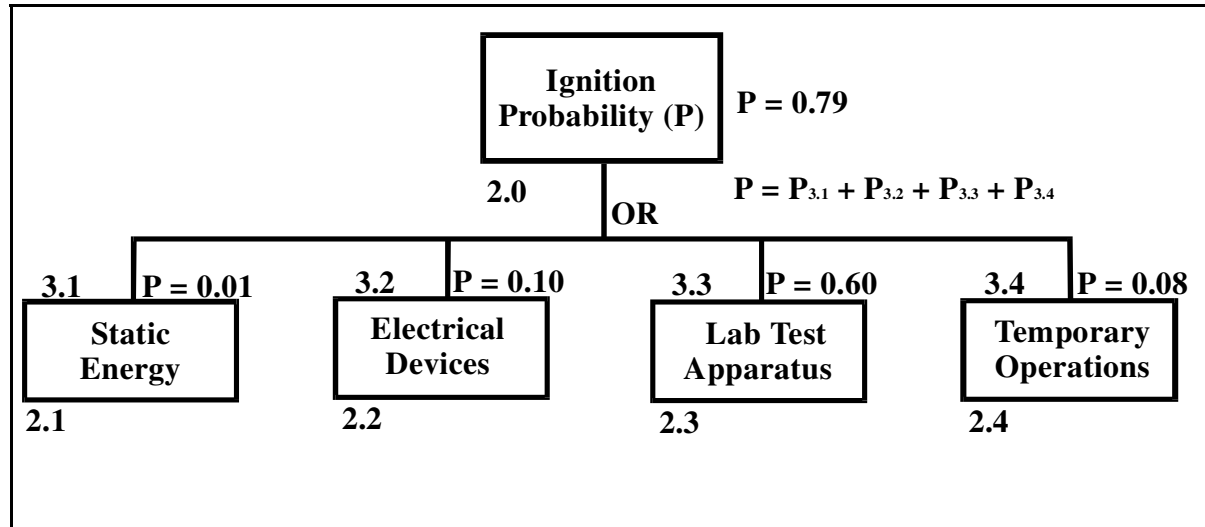 Ignition
Probability (P)
P = 0.79
2.0
P = P3.1 + P3.2 + P3.3 + P3.4
OR
3.1
P = 0.01
3.2
P = 0.10
3.3
P = 0.60
3.4
P = 0.08
Static
Energy
Electrical
Devices
Lab Test
Apparatus
Temporary
Operations
2.1
2.2
2.3
2.4